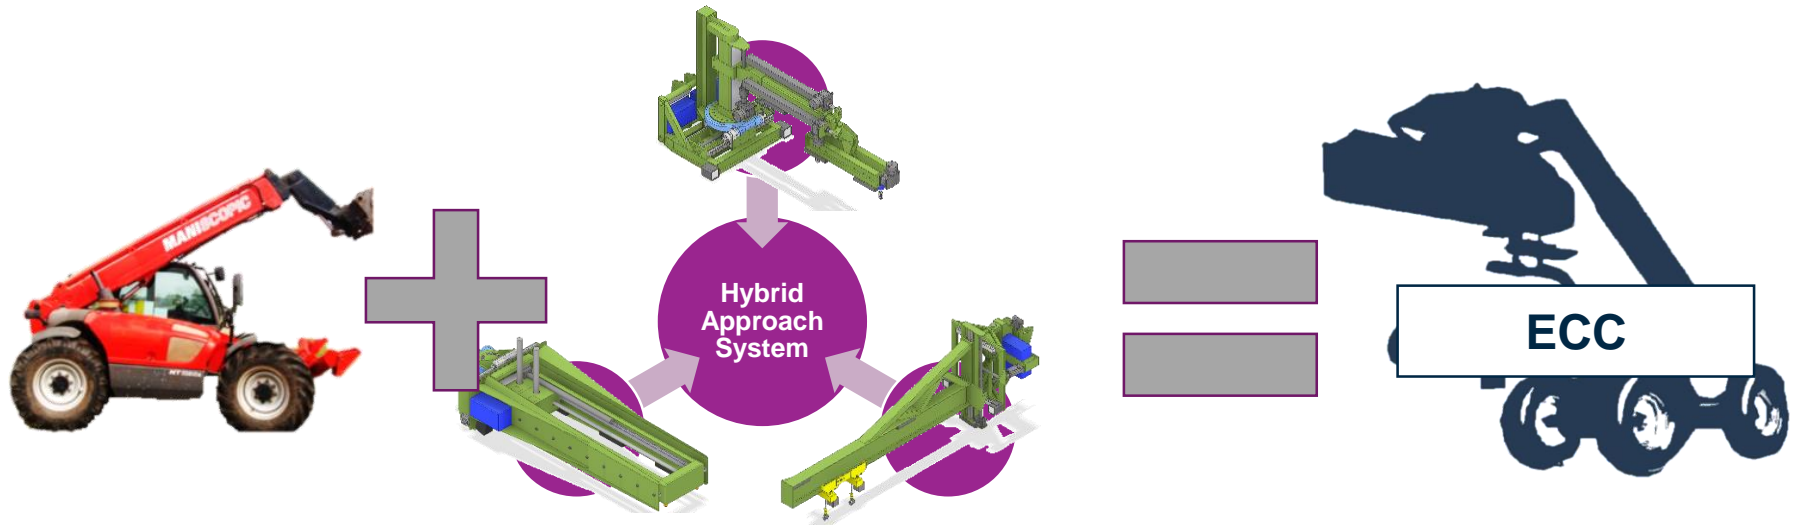 MANISCOPIC
Hybrid
Approach
System
ECC